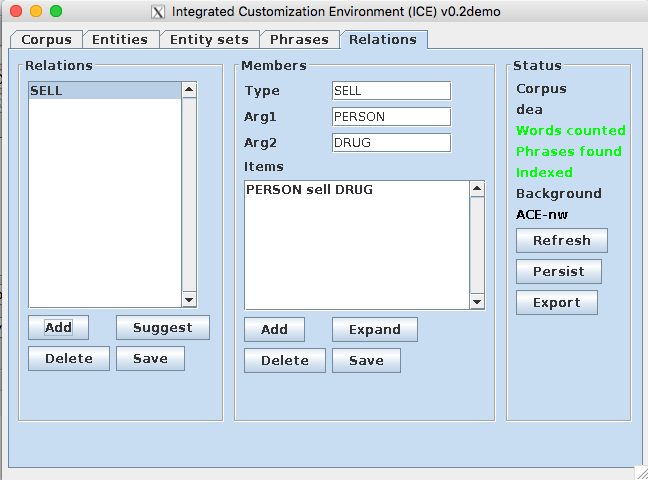 Integrated Customization Environment (ICE) v0.2demo
Corpus Entities Entity sets Phrases Relations
Relations
SELL
Add Suggest
Delete Save
Members
Type SELL
Arg1 PERSON
Arg2 DRUG
Items
PERSON sell DRUG
Add Expand
Delete Save
Status
Corpus
dea
Words counted
Phrases found
Indexed
Background
ACE-nw
Refresh
Persist
Export